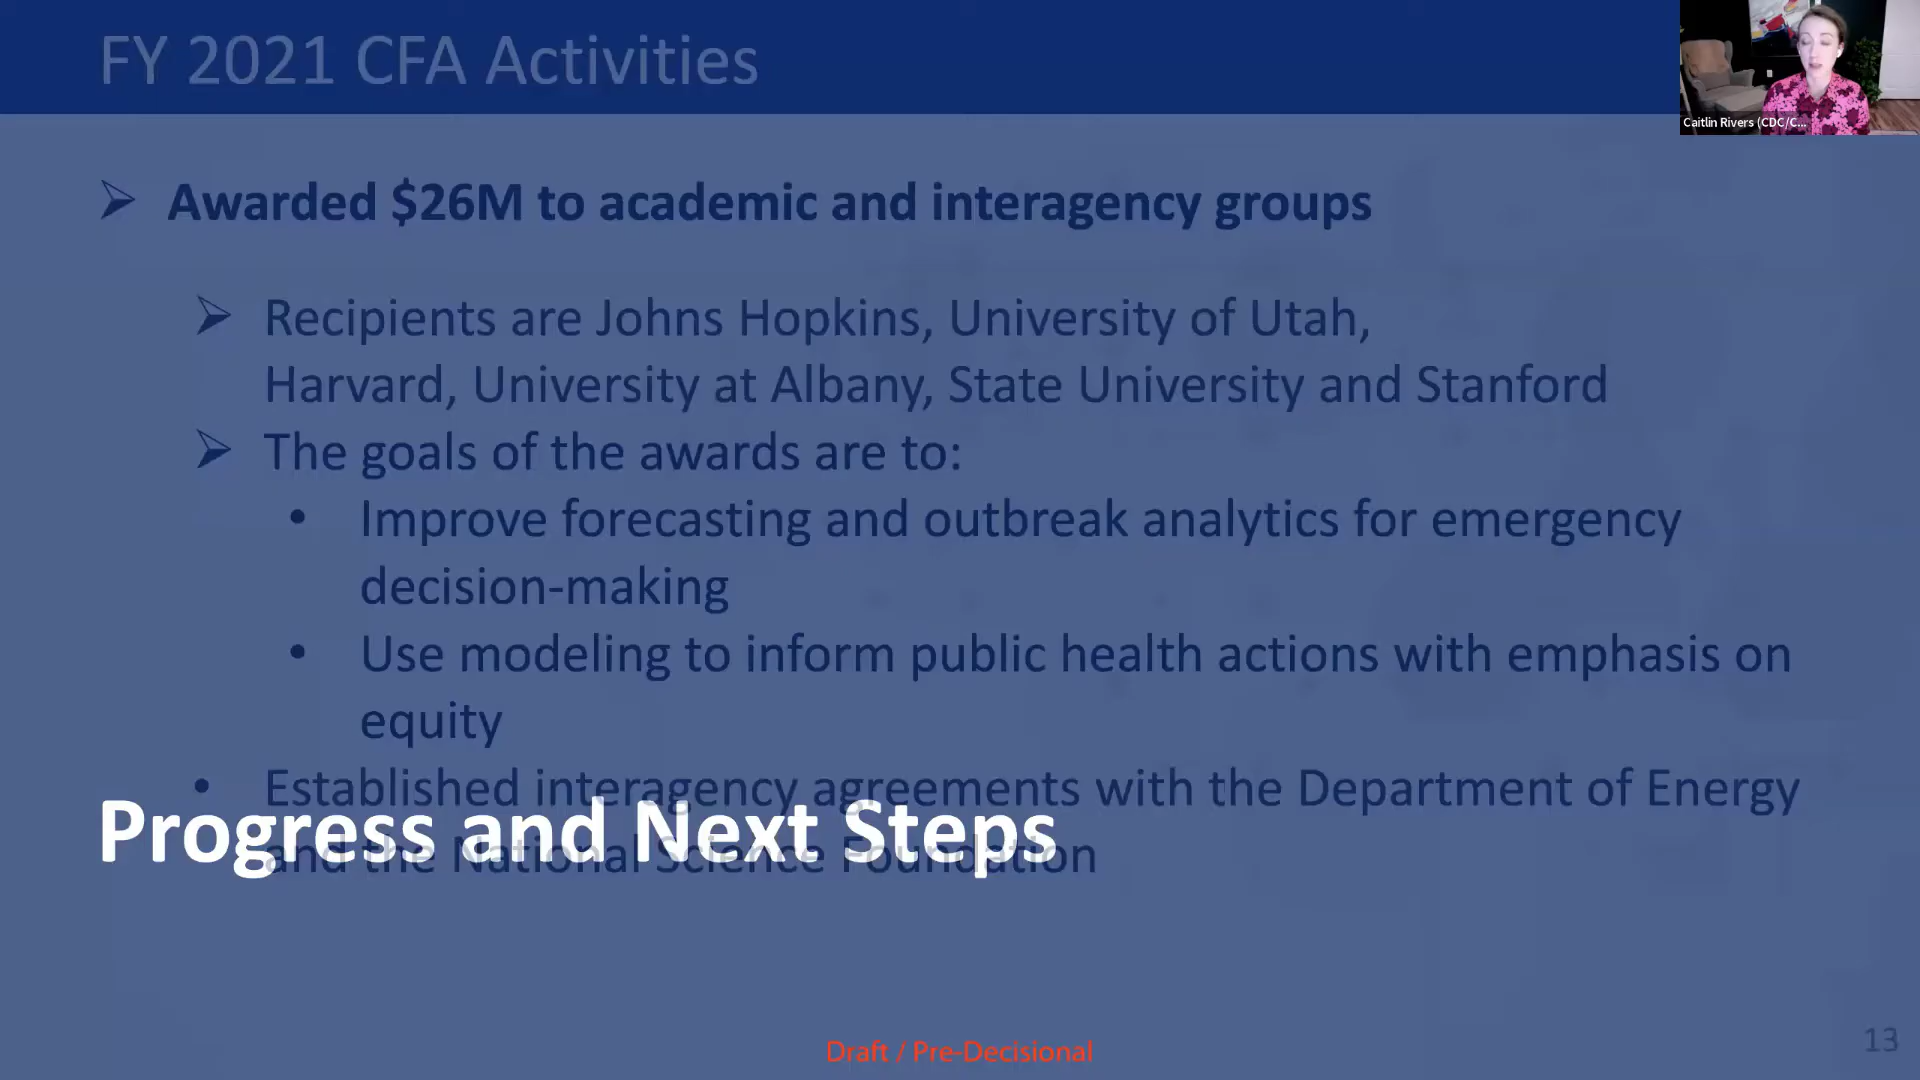 FY 2021 CFA Activities
Caitlin Rivers (CDC/C...
Awarded $26M to academic and interagency groups
Recipients are Johns Hopkins, University of Utah,
Harvard, University at Albany, State University and Stanford
The goals of the awards are to:
• Improve forecasting and outbreak analytics for emergency
decision-making
• Use modeling to inform public health actions with emphasis on
equity
• Established interagency agreements with the Department of Energy
and the National Science Foundation
Progress and Next Steps
Draft / Pre-Decisional
13